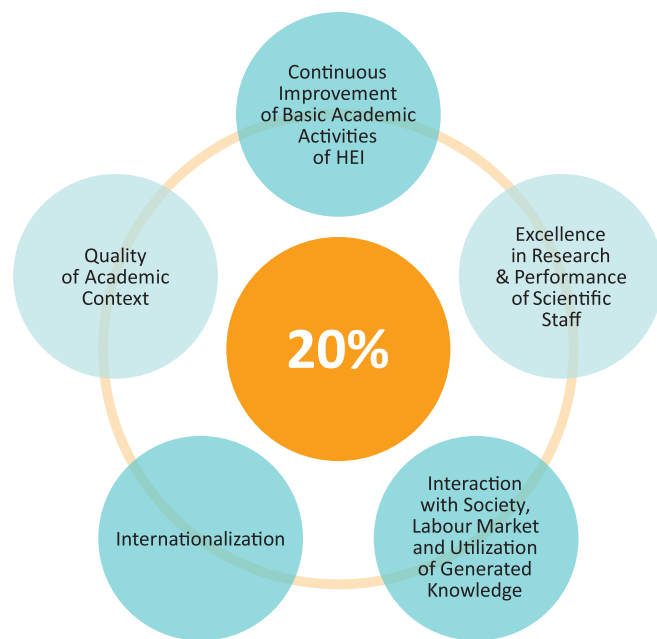 Continuous
Improvement
of Basic Academic
Activities
of HEI
Excellence
in Research
& Performance
of Scientific
Staff
Quality
of Academic
Context
20%
Interaction
with Society,
Labour Market
and Utilization
of Generated
Knowledge
Internationalization